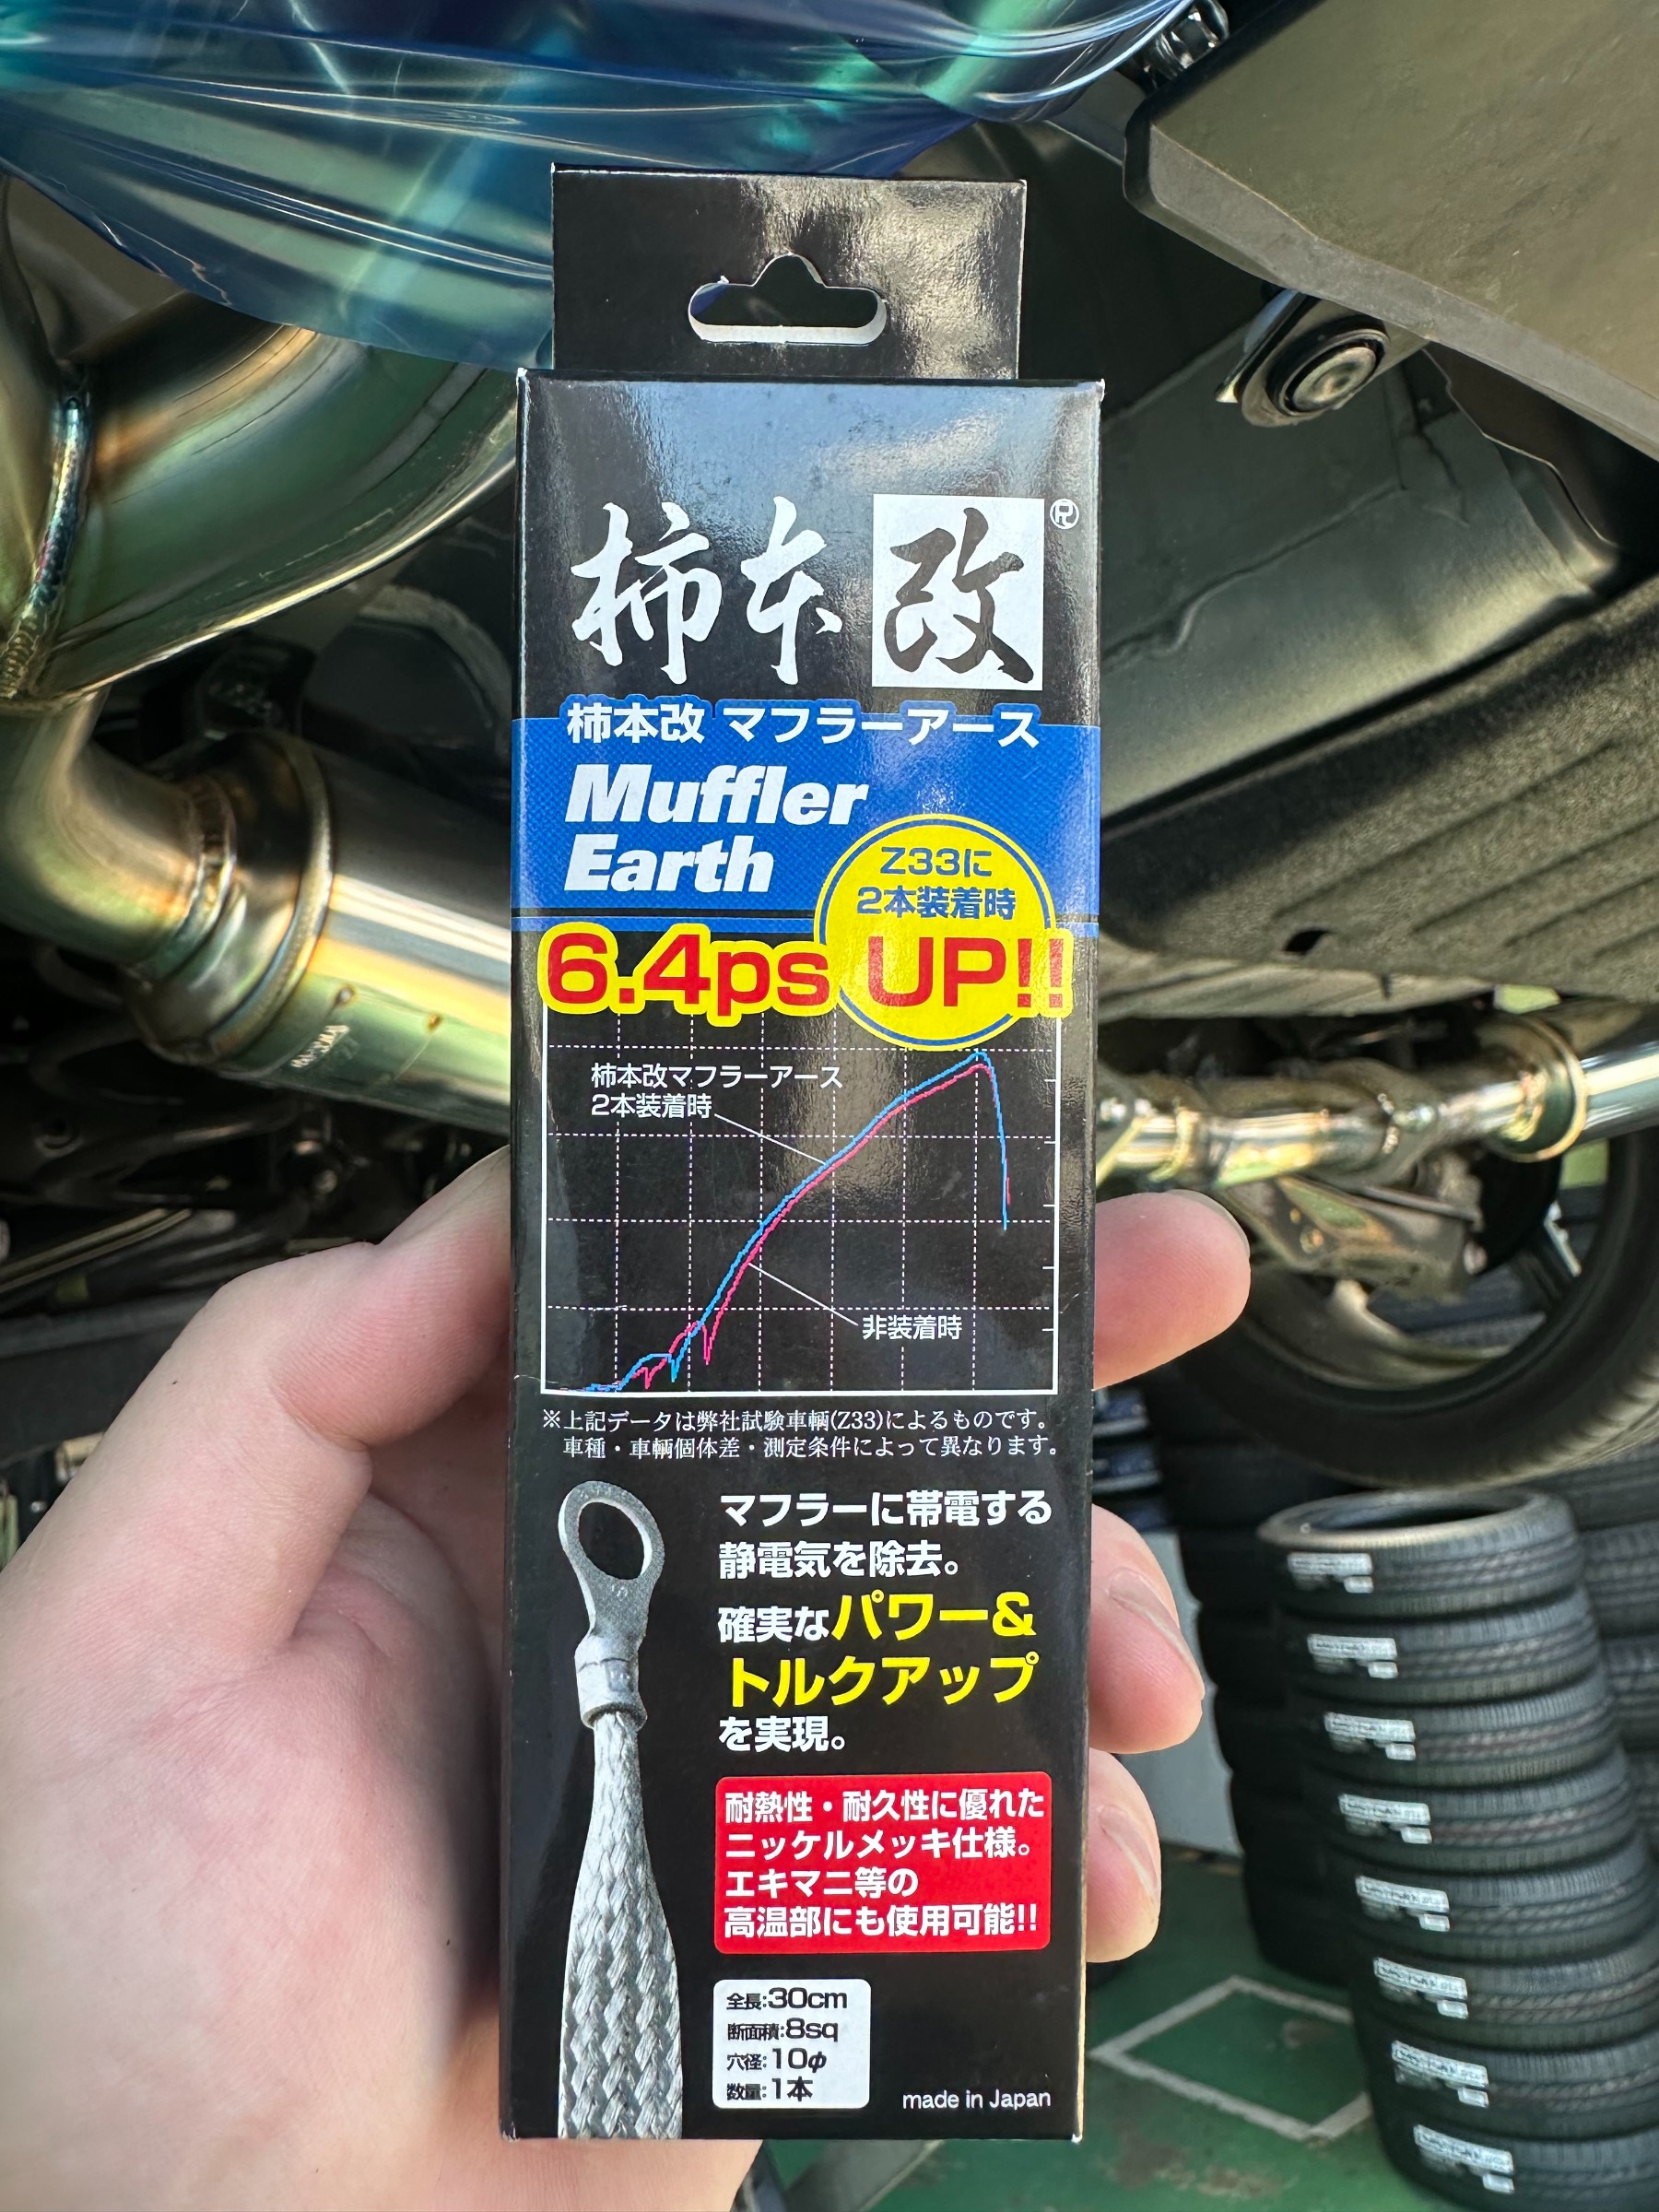 柿本改®
柿本改 マフラーアース
Muffler
Earth
Z33に
2本装着時
6.4ps UP!!
柿本改マフラーアース
2本装着時
非装着時
※上記データは弊社試験車輌(Z33)によるものです。
車種・車輌個体差・測定条件によって異なります。
マフラーに帯電する
静電気を除去。
確実なパワー&
トルクアップ
を実現。
耐熱性・耐久性に優れた
ニッケルメッキ仕様。
エキマニ等の
高温部にも使用可能!!
全長:30cm
断面積:8sq
穴径:10φ
数量:1本
made in Japan